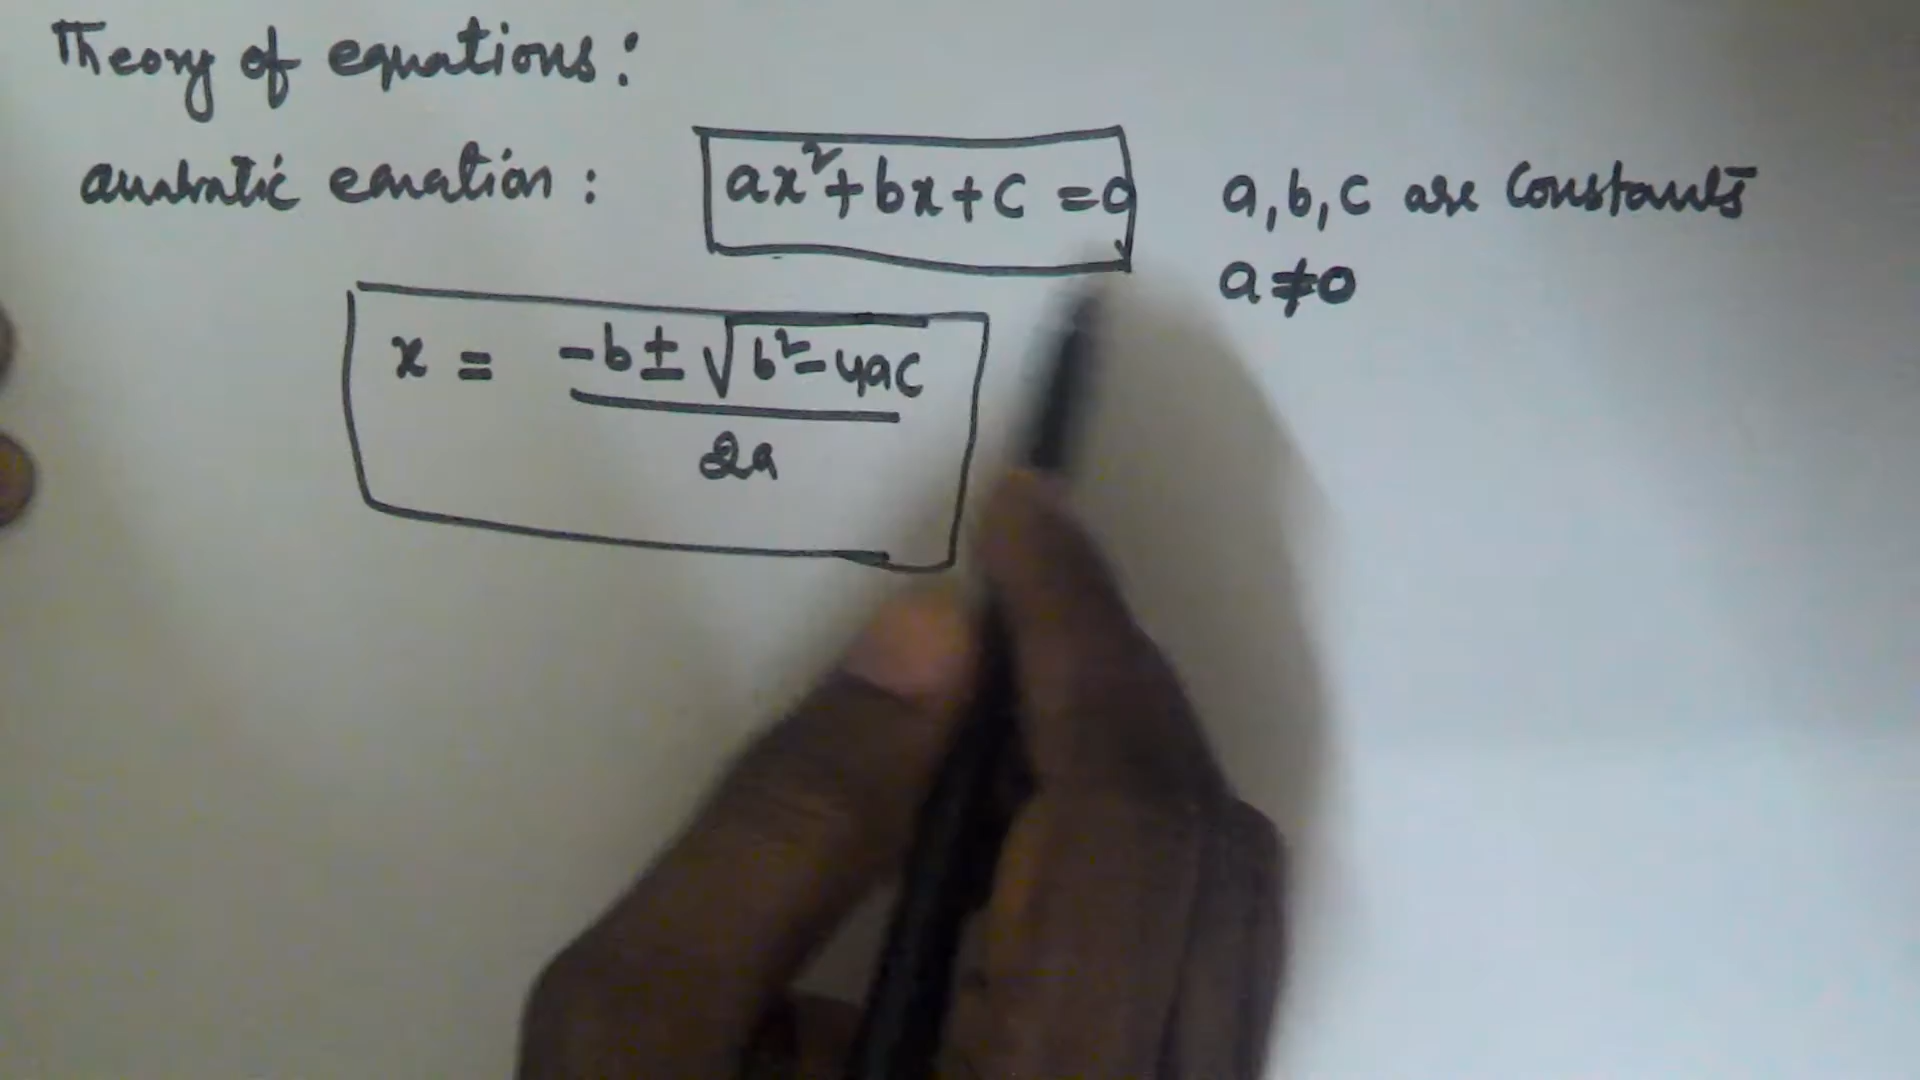 Theory of equations:
Quadratic equation: ax²+bx+c=0 a,b,c are constants
a≠0
x = -b±√b²-4ac
2a